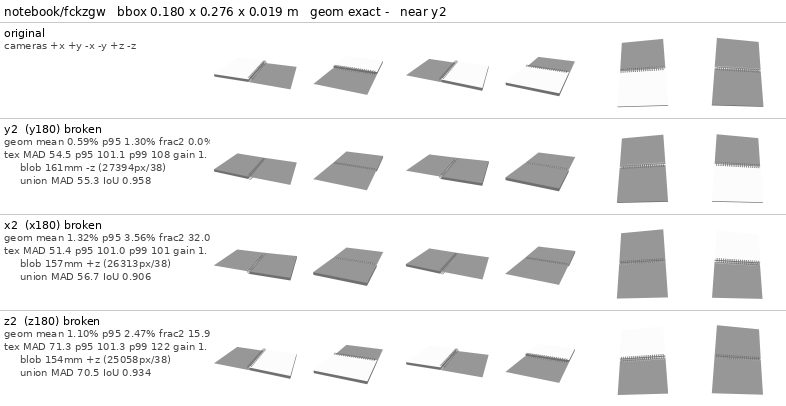 notebook/fckzgw bbox 0.180 x 0.276 x 0.019 m geom exact - near y2
original
cameras +x +y -x -y +z -z
y2 (y180) broken
geom mean 0.59% p95 1.30% frac2 0.0%
tex MAD 54.5 p95 101.1 p99 108 gain 1.
blob 161mm -z (27394px/38)
union MAD 55.3 IoU 0.958
x2 (x180) broken
geom mean 1.32% p95 3.56% frac2 32.0
tex MAD 51.4 p95 101.0 p99 101 gain 1.
blob 157mm +z (26313px/38)
union MAD 56.7 IoU 0.906
z2 (z180) broken
geom mean 1.10% p95 2.47% frac2 15.9
tex MAD 71.3 p95 101.3 p99 122 gain 1.
blob 154mm +z (25058px/38)
union MAD 70.5 IoU 0.934